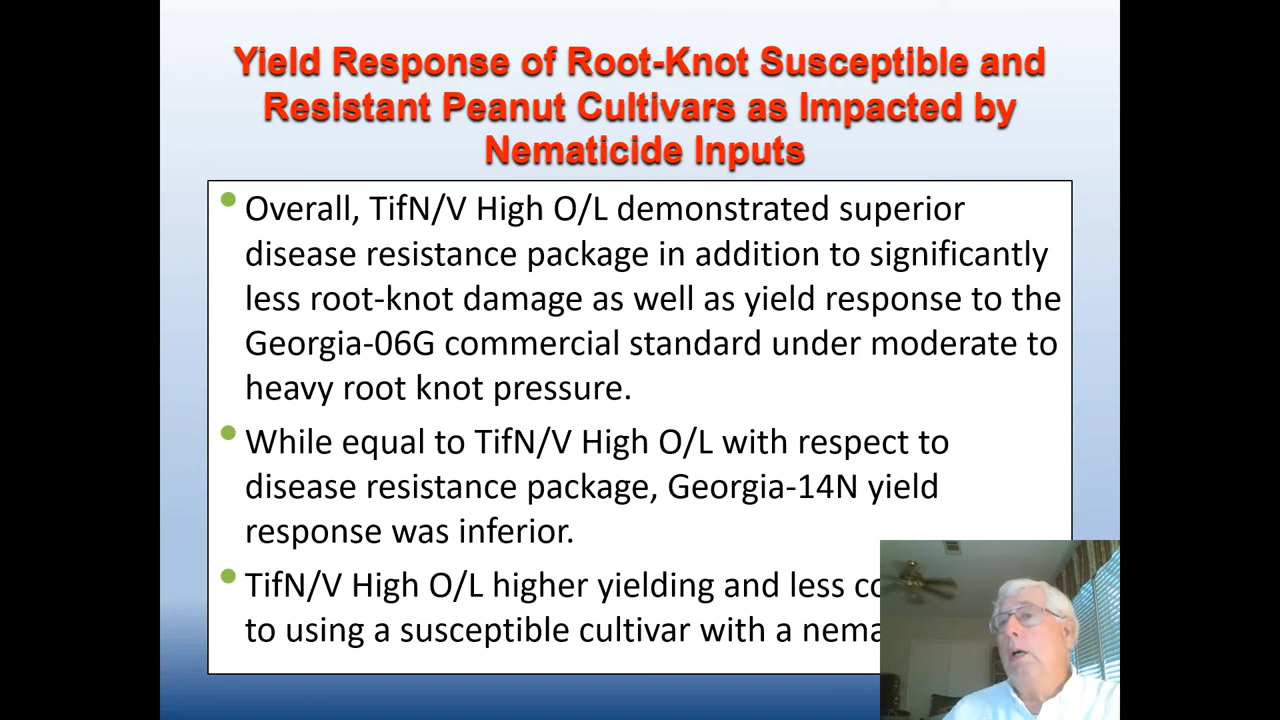 Yield Response of Root-Knot Susceptible and
Resistant Peanut Cultivars as Impacted by
Nematicide Inputs
• Overall, TifN/V High O/L demonstrated superior
disease resistance package in addition to significantly
less root-knot damage as well as yield response to the
Georgia-06G commercial standard under moderate to
heavy root knot pressure.
• While equal to TifN/V High O/L with respect to
disease resistance package, Georgia-14N yield
response was inferior.
• TifN/V High O/L higher yielding and less
to using a susceptible cultivar with a